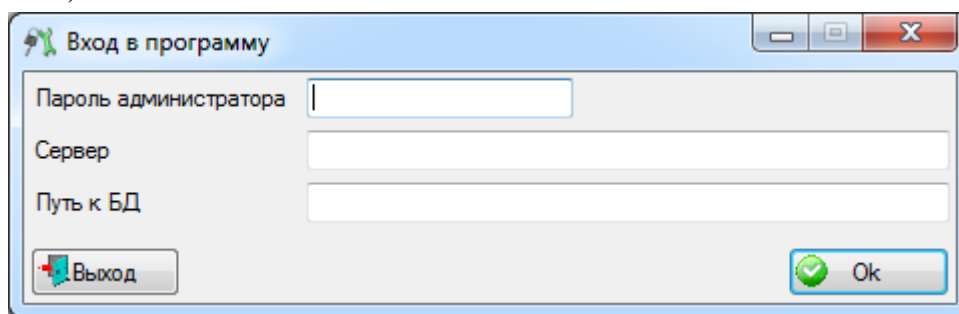 Вход в программу
Пароль администратора
Сервер
Путь к БД
Выход Ok